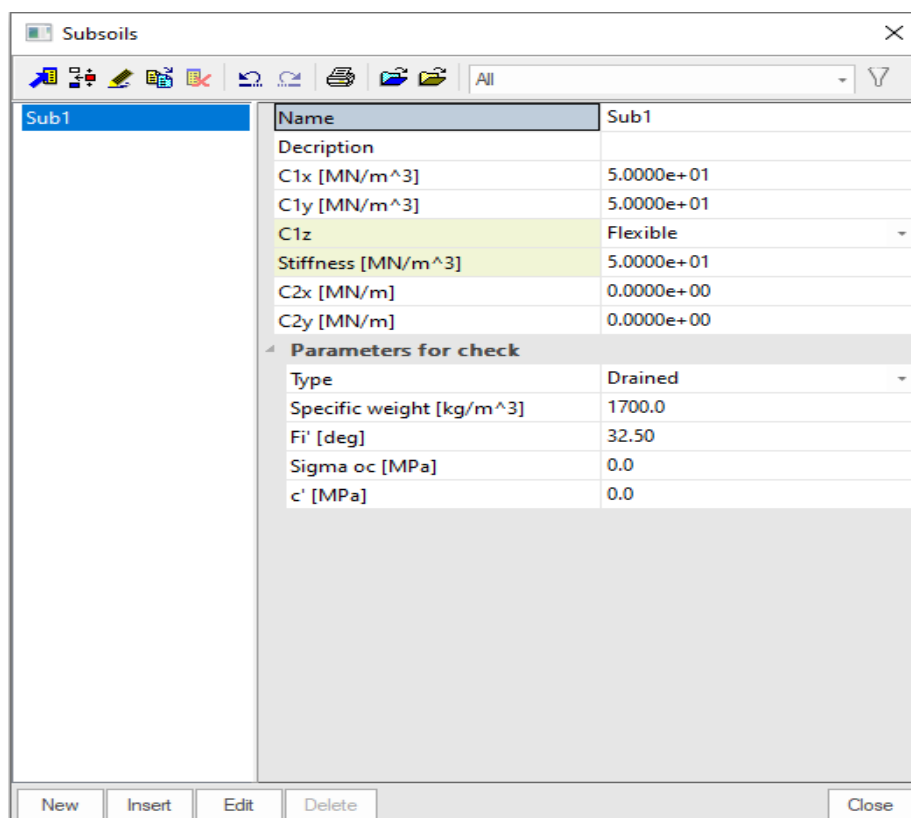 Subsoils
All
Sub1
Name Sub1
Decription
C1x [MN/m^3] 5.0000e+01
C1y [MN/m^3] 5.0000e+01
C1z Flexible
Stiffness [MN/m^3] 5.0000e+01
C2x [MN/m] 0.0000e+00
C2y [MN/m] 0.0000e+00
Parameters for check
Type Drained
Specific weight [kg/m^3] 1700.0
Fi' [deg] 32.50
Sigma oc [MPa] 0.0
c' [MPa] 0.0
New Insert Edit Delete Close